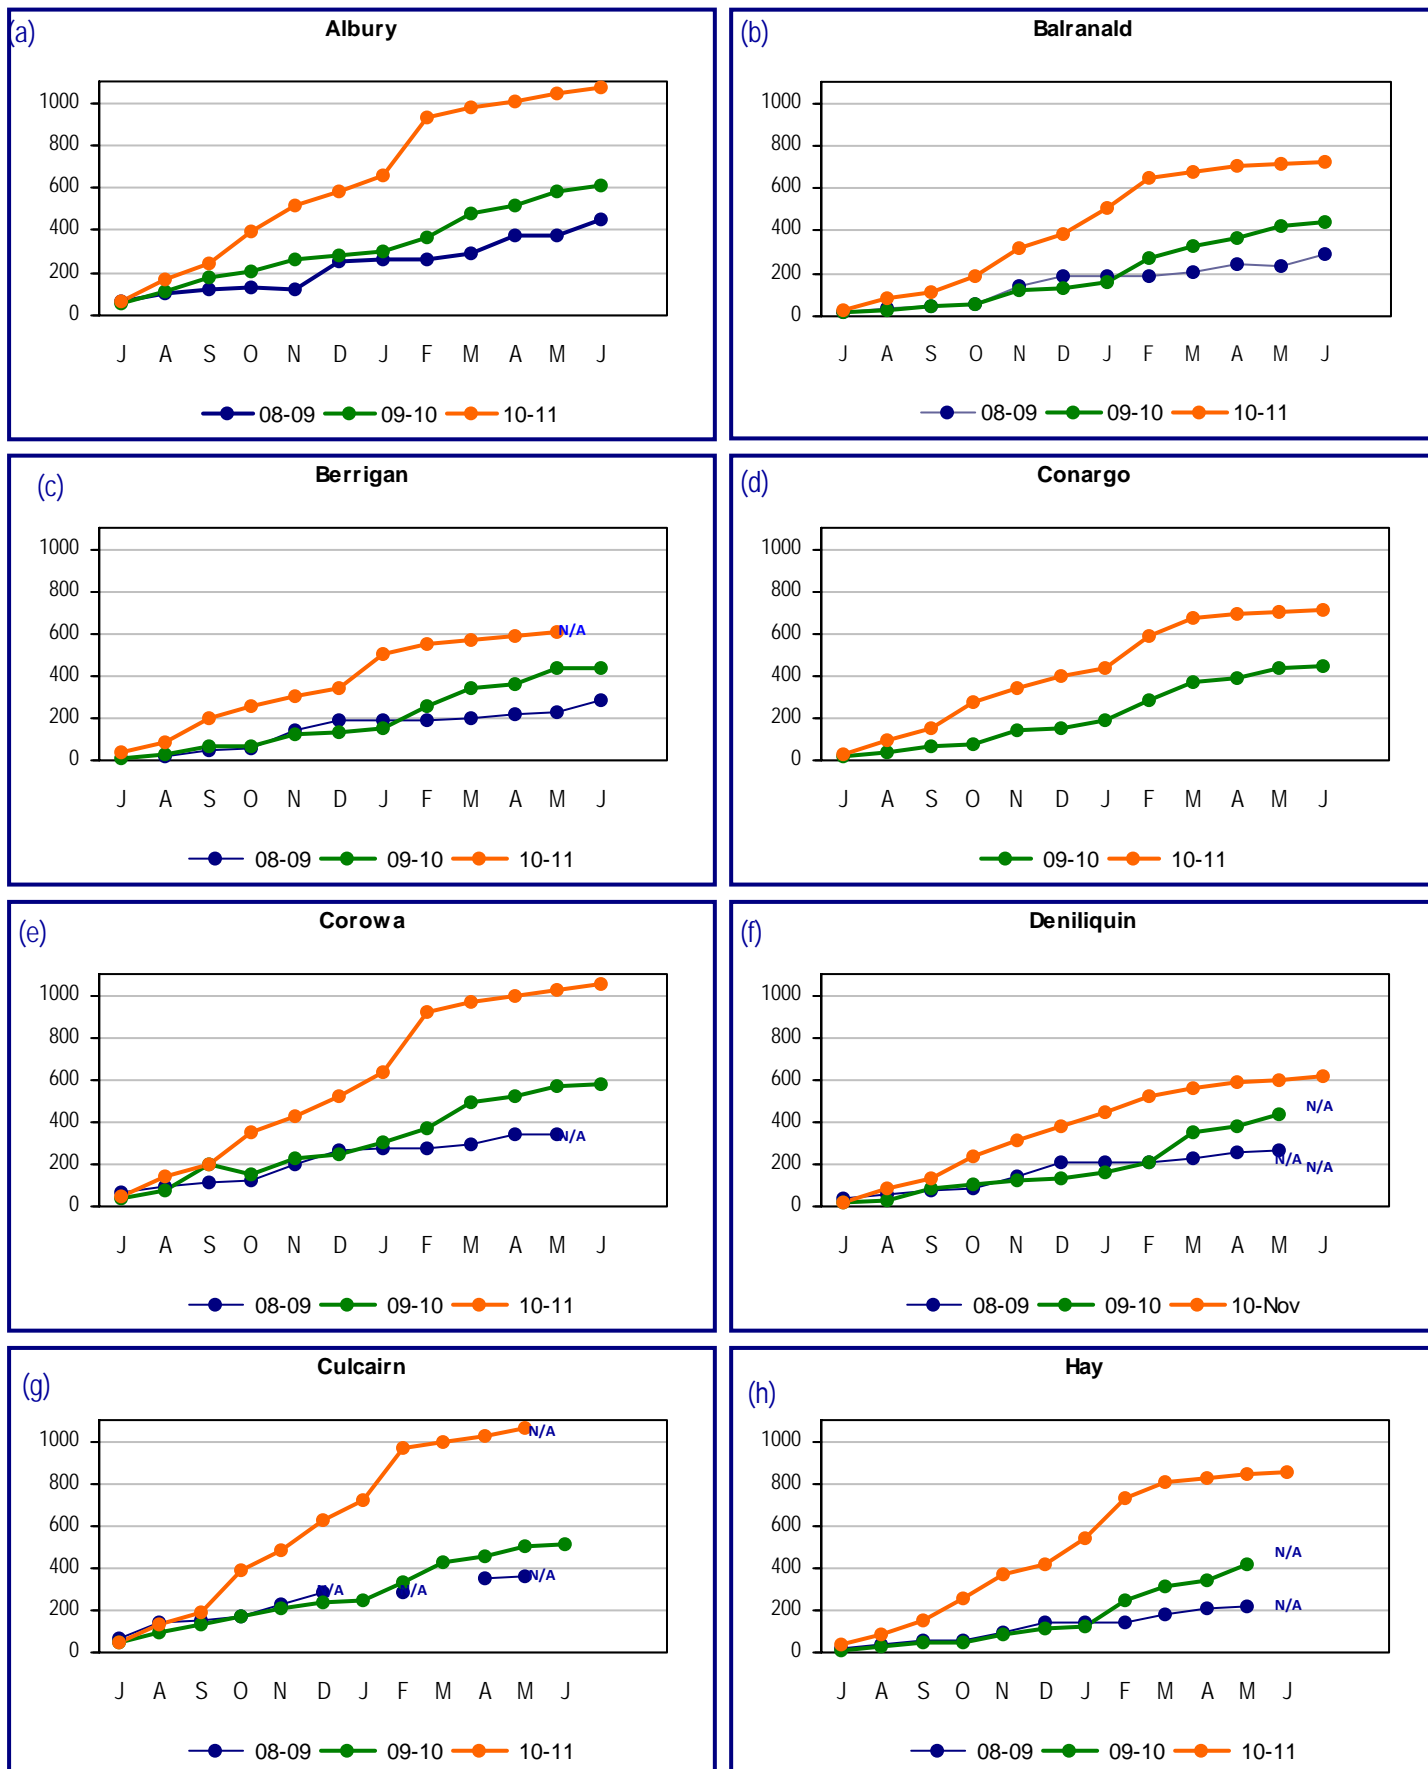 (a) Albury
1000
800
600
400
200
0
J A S O N D J F M A M J
08-09 09-10 10-11
(b) Balranald
1000
800
600
400
200
0
J A S O N D J F M A M J
08-09 09-10 10-11
(c) Berrigan
1000
800
600
N/A
400
200
0
J A S O N D J F M A M J
08-09 09-10 10-11
(d) Conargo
1000
800
600
400
200
0
J A S O N D J F M A M J
09-10 10-11
(e) Corowa
1000
800
600
400
N/A
200
0
J A S O N D J F M A M J
08-09 09-10 10-11
(f) Deniliquin
1000
800
600
N/A
400
N/A N/A
200
0
J A S O N D J F M A M J
08-09 09-10 10-Nov
(g) Culcairn
N/A
1000
800
600
400
N/A N/A N/A
200
0
J A S O N D J F M A M J
08-09 09-10 10-11
(h) Hay
1000
800
600
N/A
400
N/A
200
0
J A S O N D J F M A M J
08-09 09-10 10-11